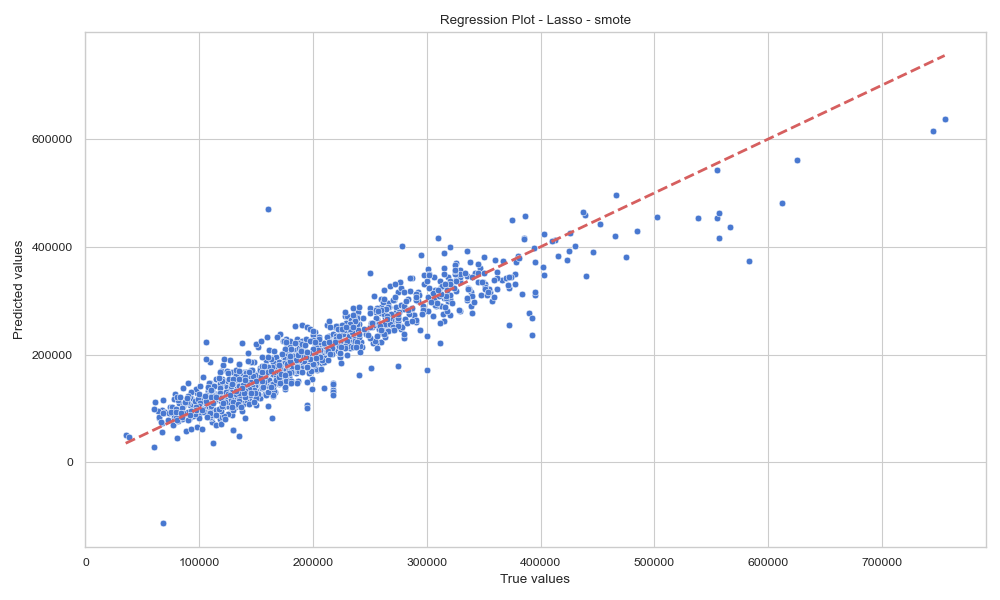 Regression Plot - Lasso - smote
Predicted values
600000
400000
200000
0
0 100000 200000 300000 400000 500000 600000 700000
True values